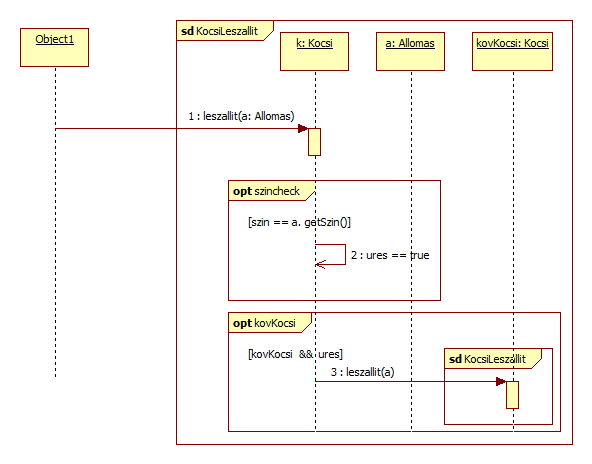 sd KocsiLeszallit
Object1
k: Kocsi
a: Allomas
kovKocsi: Kocsi
1 : leszallit(a: Allomas)
opt szincheck
[szin == a. getSzin()]
2 : ures == true
opt kovKocsi
[kovKocsi && ures]
sd KocsiLeszallit
3 : leszallit(a)